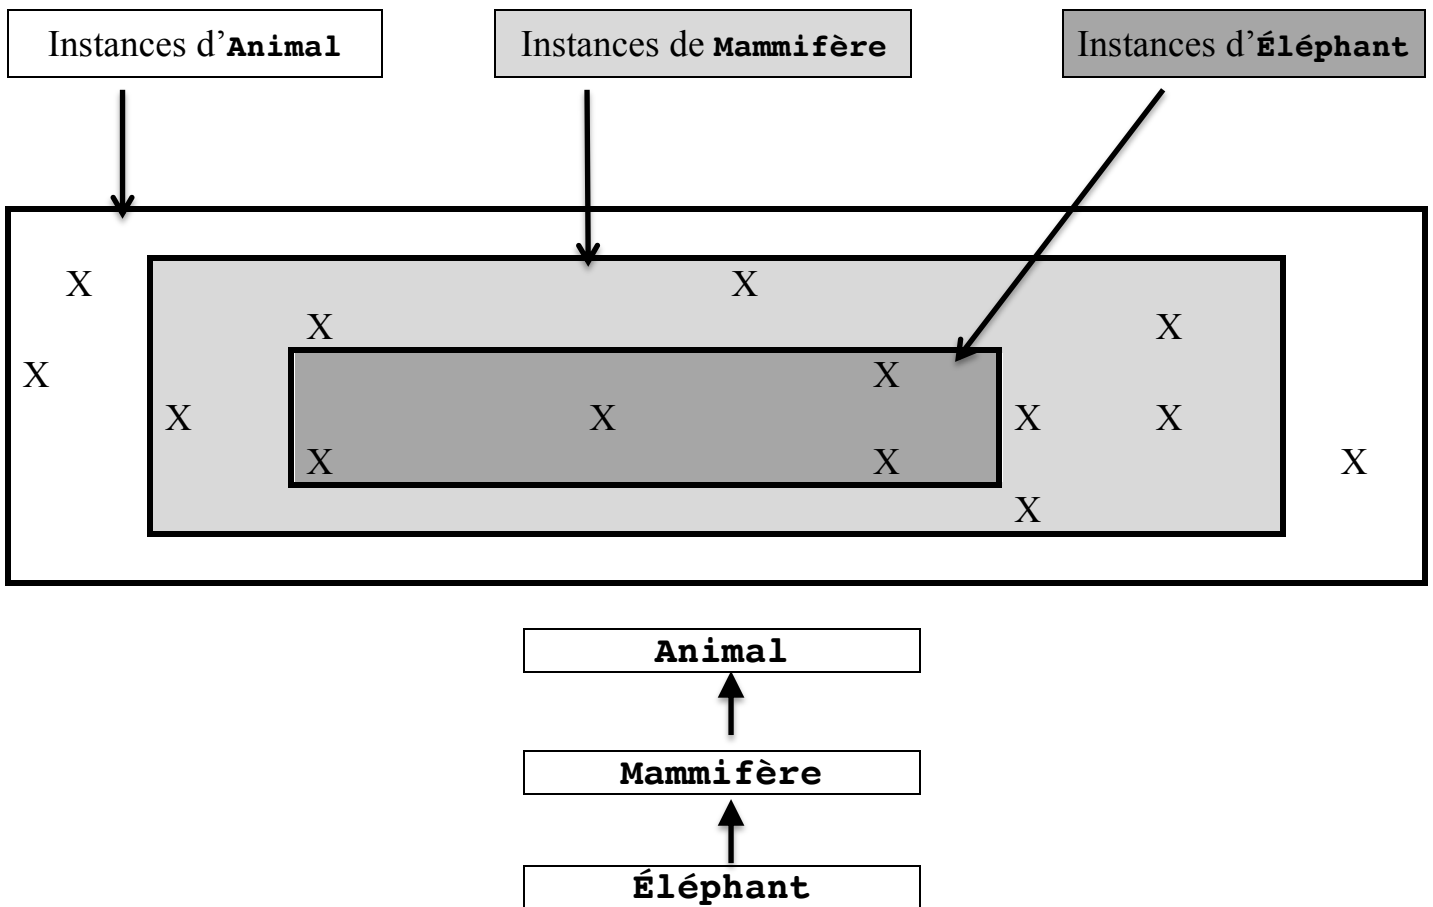 Instances d’Animal
Instances de Mammifère
Instances d’Éléphant
X X
X X
X X
X X X X X
X X X
X
Animal
Mammifère
Éléphant